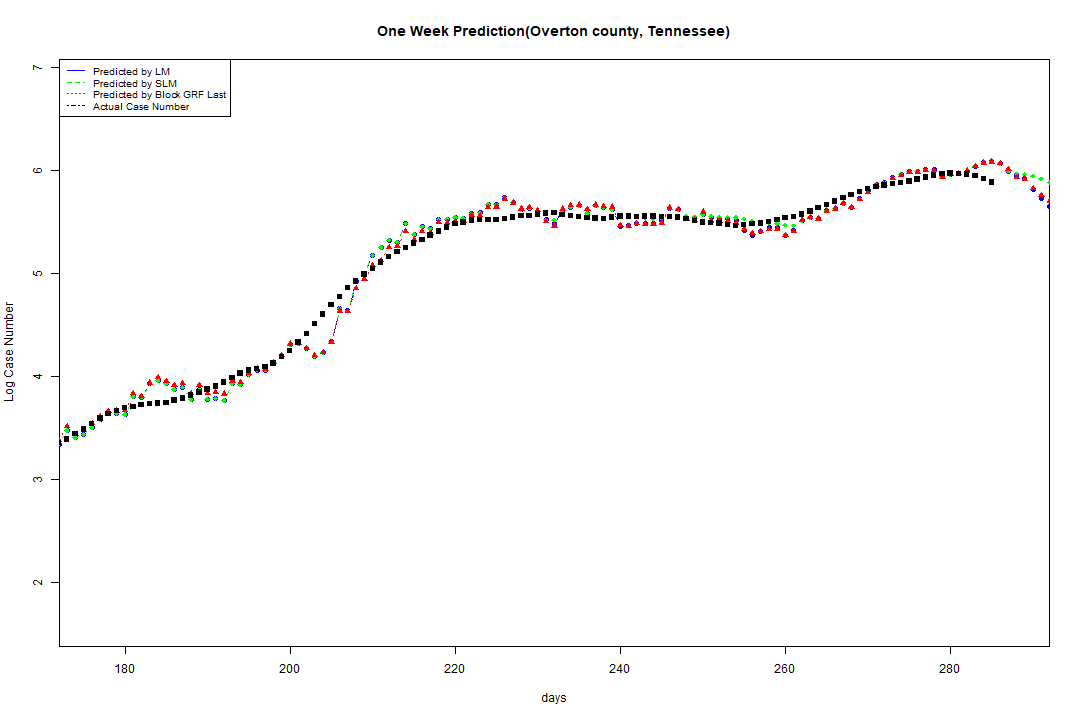 One Week Prediction(Overton county, Tennessee)
Predicted by LM
Predicted by SLM
Predicted by Block GRF Last
Actual Case Number
7
6
5
4
3
2
Log Case Number
180 200 220 240 260 280
days